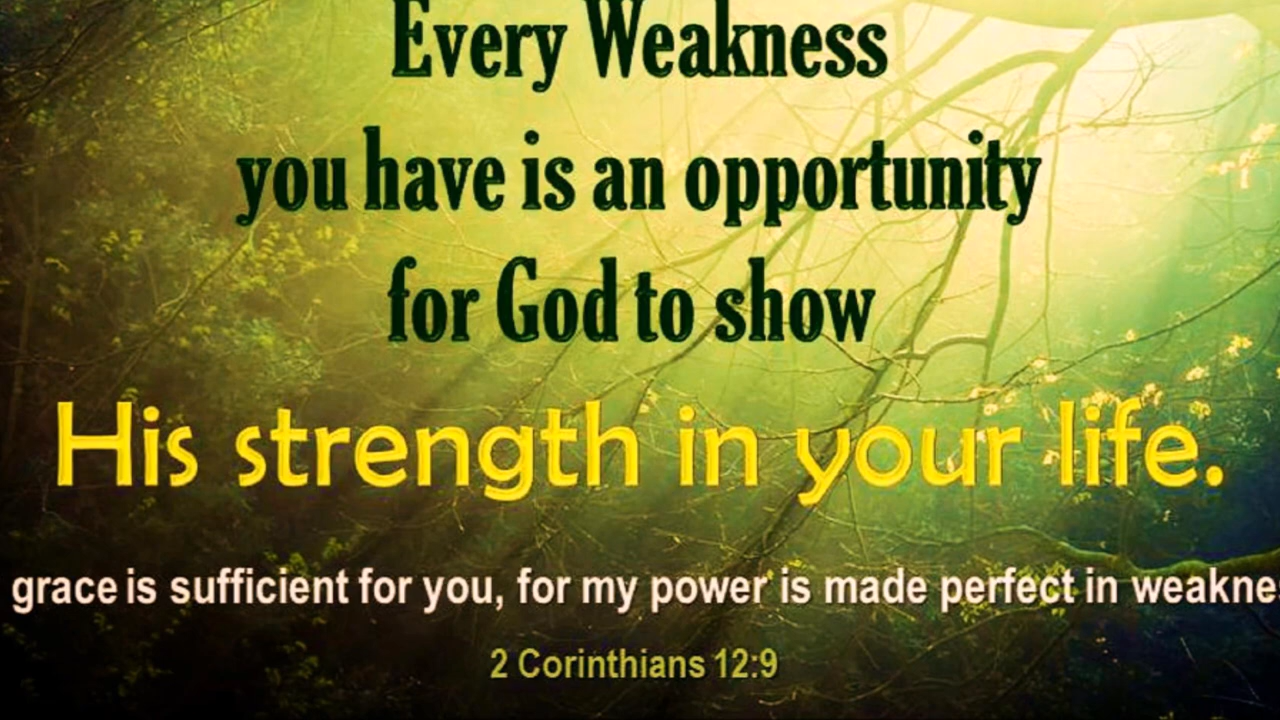 Every Weakness
you have is an opportunity
for God to show
His strength in your life.
grace is sufficient for you, for my power is made perfect in weakne
2 Corinthians 12:9